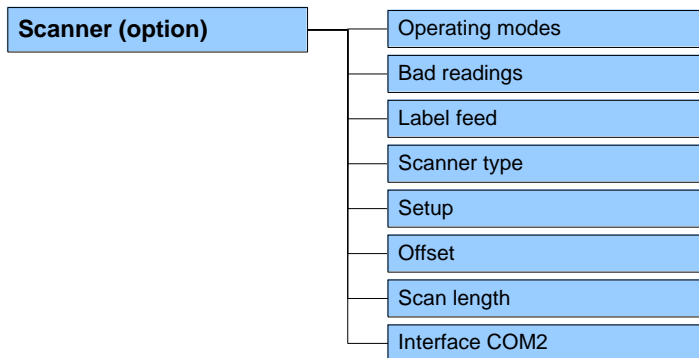 Scanner (option)
Operating modes
Bad readings
Label feed
Scanner type
Setup
Offset
Scan length
Interface COM2